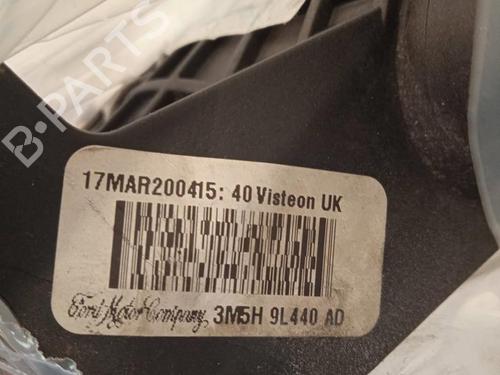 B-PARTS
17MAR200415: 40 Visteon UK
Ford Motor Company 3M5H 9L440 AD